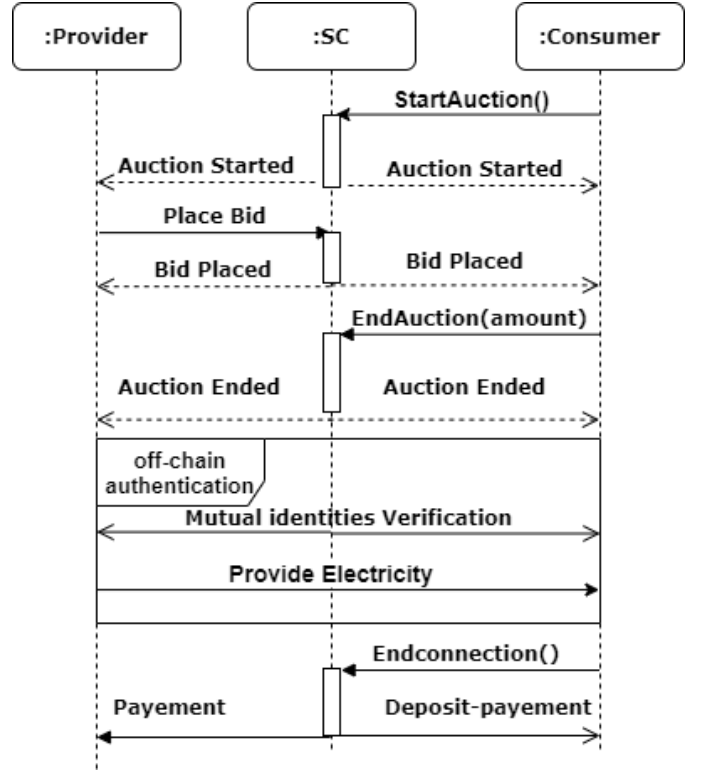 :Provider
:SC
:Consumer
StartAuction()
Auction Started
Auction Started
Place Bid
Bid Placed
Bid Placed
EndAuction(amount)
Auction Ended
Auction Ended
off-chain
authentication
Mutual identities Verification
Provide Electricity
Endconnection()
Payement
Deposit-payement